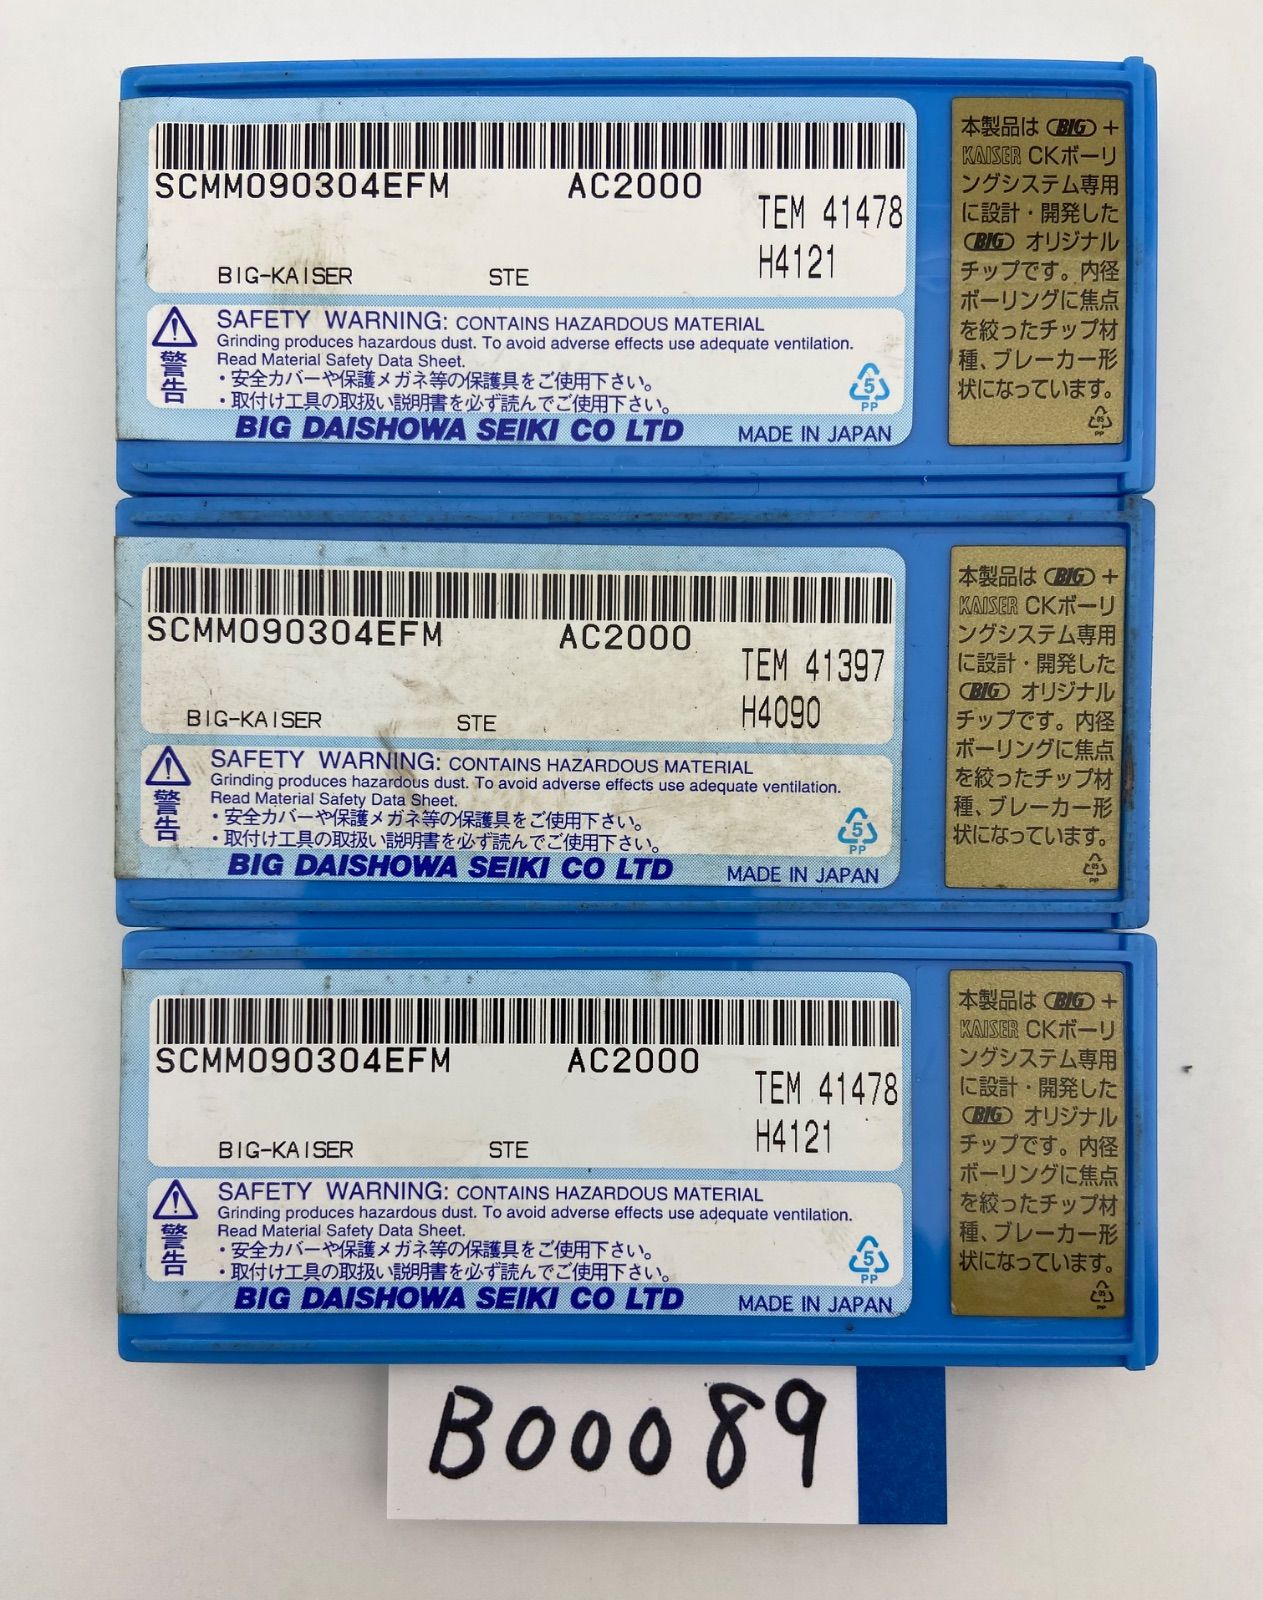 SCMM090304EFM AC2000
TEM 41478
H4121
BIG-KAISER STE
SAFETY WARNING: CONTAINS HAZARDOUS MATERIAL
Grinding produces hazardous dust. To avoid adverse effects use adequate ventilation.
Read Material Safety Data Sheet.
警告
・安全カバーや保護メガネ等の保護具をご使用下さい。
・取付け工具の取扱い説明書を必ず読んでご使用下さい。
5
PP
BIG DAISHOWA SEIKI CO LTD MADE IN JAPAN
本製品は BIG +
KAISER CKボーリ
ングシステム専用
に設計・開発した
BIG オリジナル
チップです。内径
ボーリングに焦点
を絞ったチップ材
種、ブレーカー形
状になっています。
PP
SCMM090304EFM AC2000
TEM 41397
H4090
BIG-KAISER STE
SAFETY WARNING: CONTAINS HAZARDOUS MATERIAL
Grinding produces hazardous dust. To avoid adverse effects use adequate ventilation.
Read Material Safety Data Sheet.
警告
・安全カバーや保護メガネ等の保護具をご使用下さい。
・取付け工具の取扱い説明書を必ず読んでご使用下さい。
5
PP
BIG DAISHOWA SEIKI CO LTD MADE IN JAPAN
本製品は BIG +
KAISER CKボーリ
ングシステム専用
に設計・開発した
BIG オリジナル
チップです。内径
ボーリングに焦点
を絞ったチップ材
種、ブレーカー形
状になっています。
PP
SCMM090304EFM AC2000
TEM 41478
H4121
BIG-KAISER STE
SAFETY WARNING: CONTAINS HAZARDOUS MATERIAL
Grinding produces hazardous dust. To avoid adverse effects use adequate ventilation.
Read Material Safety Data Sheet.
警告
・安全カバーや保護メガネ等の保護具をご使用下さい。
・取付け工具の取扱い説明書を必ず読んでご使用下さい。
5
PP
BIG DAISHOWA SEIKI CO LTD MADE IN JAPAN
本製品は BIG +
KAISER CKボーリ
ングシステム専用
に設計・開発した
BIG オリジナル
チップです。内径
ボーリングに焦点
を絞ったチップ材
種、ブレーカー形
状になっています。
PP
B00089